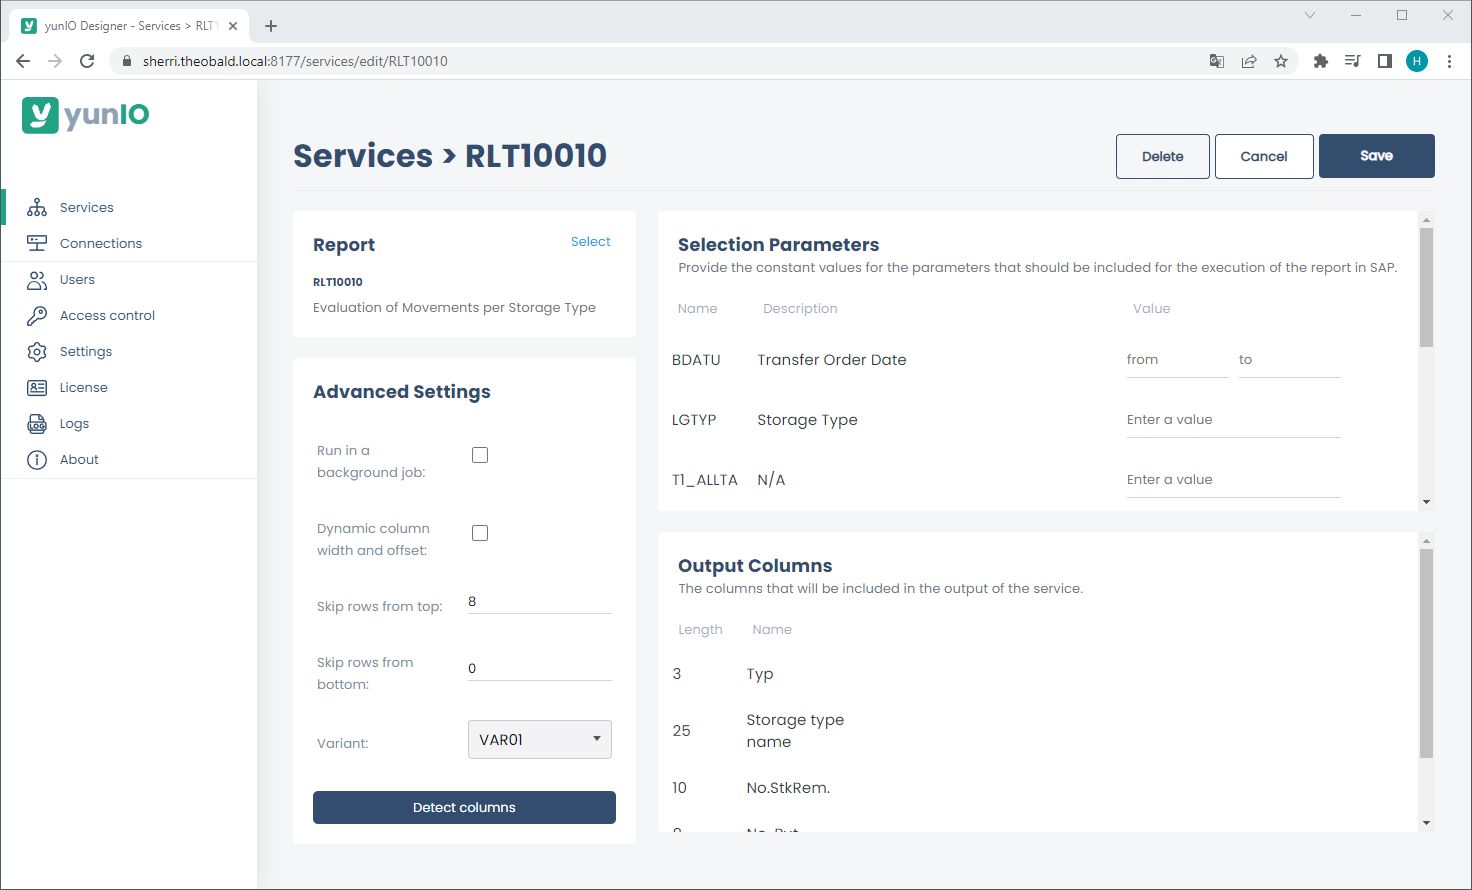 yunIO Designer - Services > RLT1
sherri.theobald.local:8177/services/edit/RLT10010
H
yunIO
Services
Connections
Users
Access control
Settings
License
Logs
About
Services > RLT10010
Delete
Cancel
Save
Report
Select
RLT10010
Evaluation of Movements per Storage Type
Advanced Settings
Run in a
background job:
Dynamic column
width and offset:
Skip rows from top:
8
Skip rows from
bottom:
0
Variant:
VAR01
Detect columns
Selection Parameters
Provide the constant values for the parameters that should be included for the execution of the report in SAP.
Name Description Value
BDATU Transfer Order Date from to
LGTYP Storage Type Enter a value
T1_ALLTA N/A Enter a value
Output Columns
The columns that will be included in the output of the service.
Length Name
3 Typ
25 Storage type
name
10 No.StkRem.